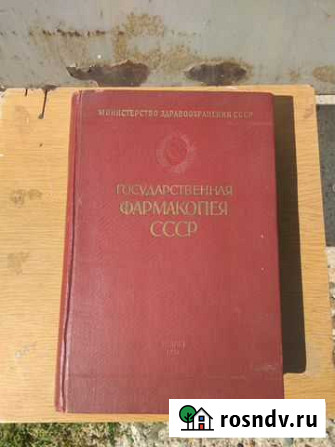 МИНИСТЕРСТВО ЗДРАВООХРАНЕНИЯ СССР
ГОСУДАРСТВЕННАЯ
ФАРМАКОПЕЯ
СССР
rosndv.ru